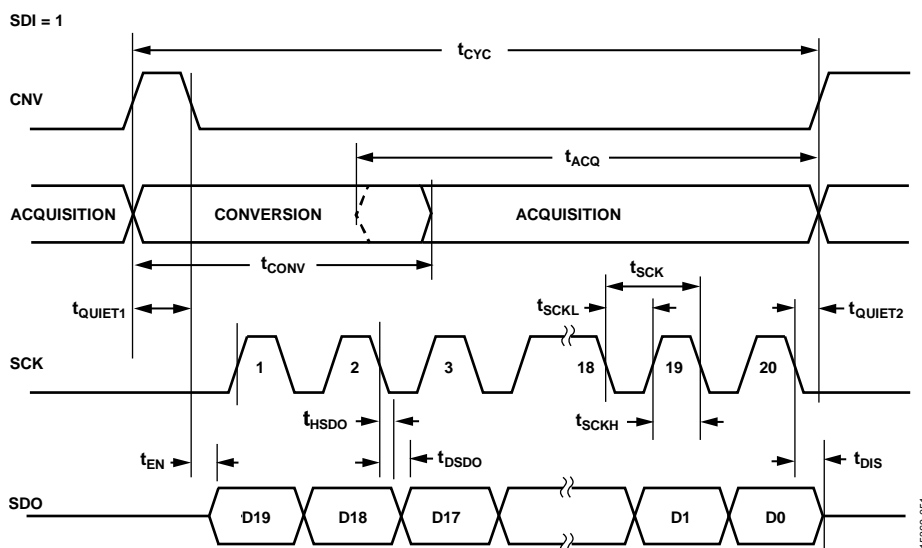 SDI = 1
tCYC
CNV
tACQ
ACQUISITION CONVERSION ACQUISITION
tCONV
tSCK
tQUIET1
tSCKL
tQUIET2
SCK 1 2 3 18 19 20
tHSDO
tSCKH
tEN
tDSDO
tDIS
SDO D19 D18 D17 D1 D0